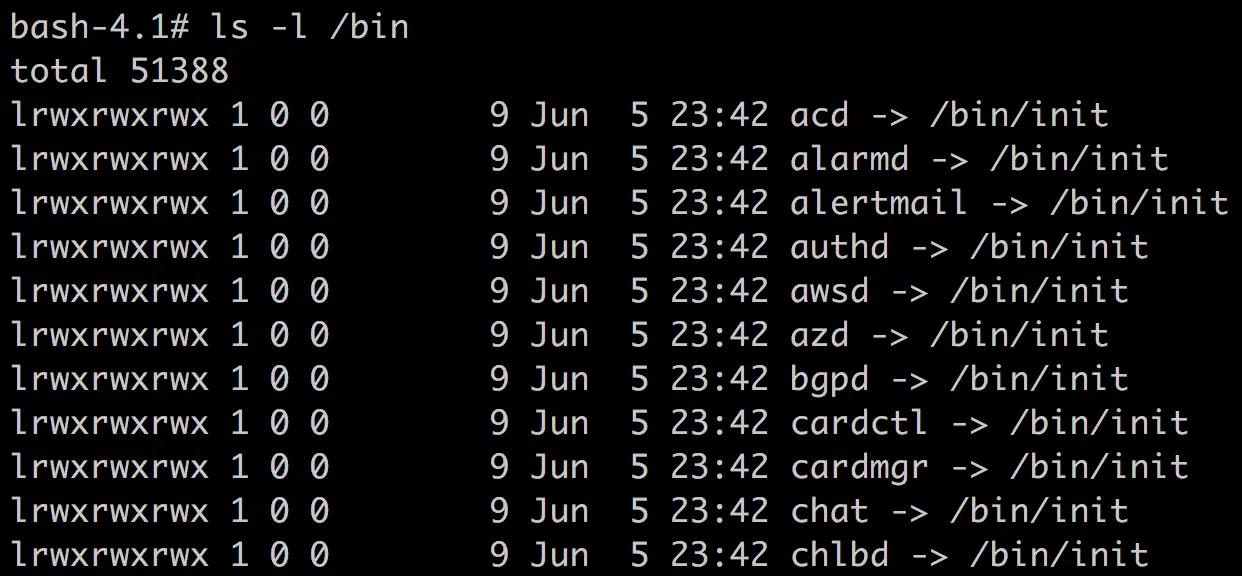 bash-4.1# ls -l /bin
total 51388
lrwxrwxrwx 1 0 0        9 Jun  5 23:42 acd -> /bin/init
lrwxrwxrwx 1 0 0        9 Jun  5 23:42 alarmd -> /bin/init
lrwxrwxrwx 1 0 0        9 Jun  5 23:42 alertmail -> /bin/init
lrwxrwxrwx 1 0 0        9 Jun  5 23:42 authd -> /bin/init
lrwxrwxrwx 1 0 0        9 Jun  5 23:42 awsd -> /bin/init
lrwxrwxrwx 1 0 0        9 Jun  5 23:42 azd -> /bin/init
lrwxrwxrwx 1 0 0        9 Jun  5 23:42 bgpd -> /bin/init
lrwxrwxrwx 1 0 0        9 Jun  5 23:42 cardctl -> /bin/init
lrwxrwxrwx 1 0 0        9 Jun  5 23:42 cardmgr -> /bin/init
lrwxrwxrwx 1 0 0        9 Jun  5 23:42 chat -> /bin/init
lrwxrwxrwx 1 0 0        9 Jun  5 23:42 chlbd -> /bin/init